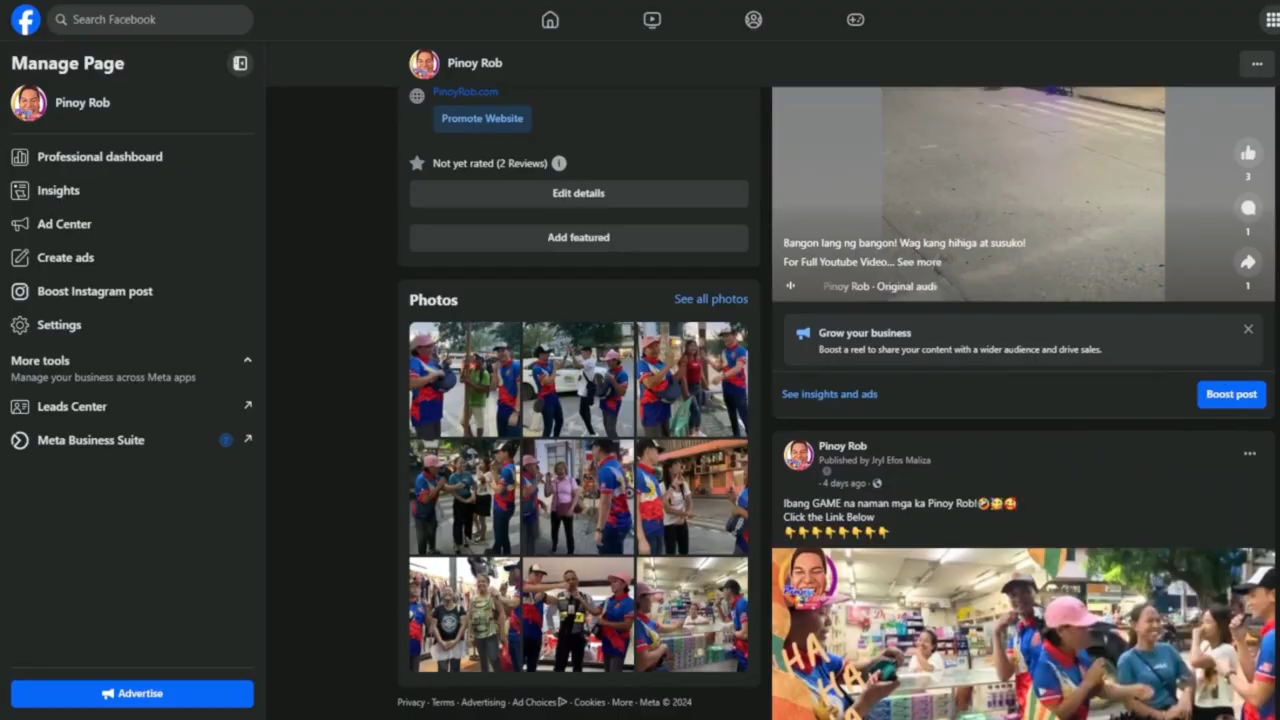 Search Facebook
Manage Page
Pinoy Rob
Professional dashboard
Insights
Ad Center
Create ads
Boost Instagram post
Settings
More tools
Manage your business across Meta apps
Leads Center
Meta Business Suite
Advertise
Pinoy Rob
PinoyRob.com
Promote Website
Not yet rated (2 Reviews)
Edit details
Add featured
Photos
See all photos
Privacy · Terms · Advertising · Ad Choices · Cookies · More · Meta © 2024
3
1
1
Bangon lang ng bangon! Wag kang hihiga at susuko!
For Full Youtube Video... See more
Pinoy Rob · Original audi
Grow your business
Boost a reel to share your content with a wider audience and drive sales.
See insights and ads
Boost post
Pinoy Rob
Published by Jryl Efos Maliza
· 4 days ago ·
Ibang GAME na naman mga ka Pinoy Rob!🤣🥰🥰
Click the Link Below
👇👇👇👇👇👇👇👇
HA
HA
HA